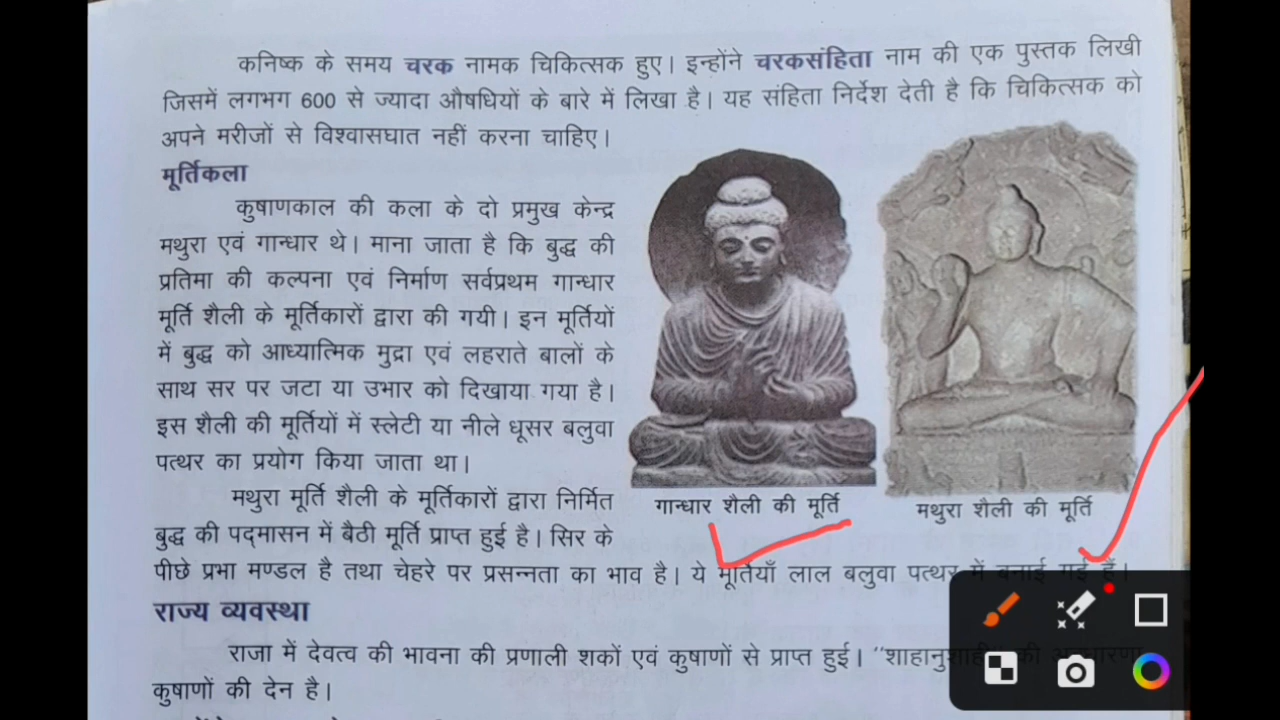 कनिष्क के समय चरक नामक चिकित्सक हुए। इन्होंने चरकसंहिता नाम की एक पुस्तक लिखी
जिसमें लगभग 600 से ज्यादा औषधियों के बारे में लिखा है। यह संहिता निर्देश देती है कि चिकित्सक को
अपने मरीजों से विश्वासघात नहीं करना चाहिए।
मूर्तिकला
कुषाणकाल की कला के दो प्रमुख केन्द्र
मथुरा एवं गान्धार थे। माना जाता है कि बुद्ध की
प्रतिमा की कल्पना एवं निर्माण सर्वप्रथम गान्धार
मूर्ति शैली के मूर्तिकारों द्वारा की गयी। इन मूर्तियों
में बुद्ध को आध्यात्मिक मुद्रा एवं लहराते बालों के
साथ सर पर जटा या उभार को दिखाया गया है।
इस शैली की मूर्तियों में स्लेटी या नीले धूसर बलुवा
पत्थर का प्रयोग किया जाता था।
मथुरा मूर्ति शैली के मूर्तिकारों द्वारा निर्मित
बुद्ध की पद्मासन में बैठी मूर्ति प्राप्त हुई है। सिर के
पीछे प्रभा मण्डल है तथा चेहरे पर प्रसन्नता का भाव है। ये मूर्तियाँ लाल बलुवा पत्थर में बनाई गई हैं।
गान्धार शैली की मूर्ति
मथुरा शैली की मूर्ति
राज्य व्यवस्था
राजा में देवत्व की भावना की प्रणाली शकों एवं कुषाणों से प्राप्त हुई। "शाहानुशाही" की
कुषाणों की देन है।